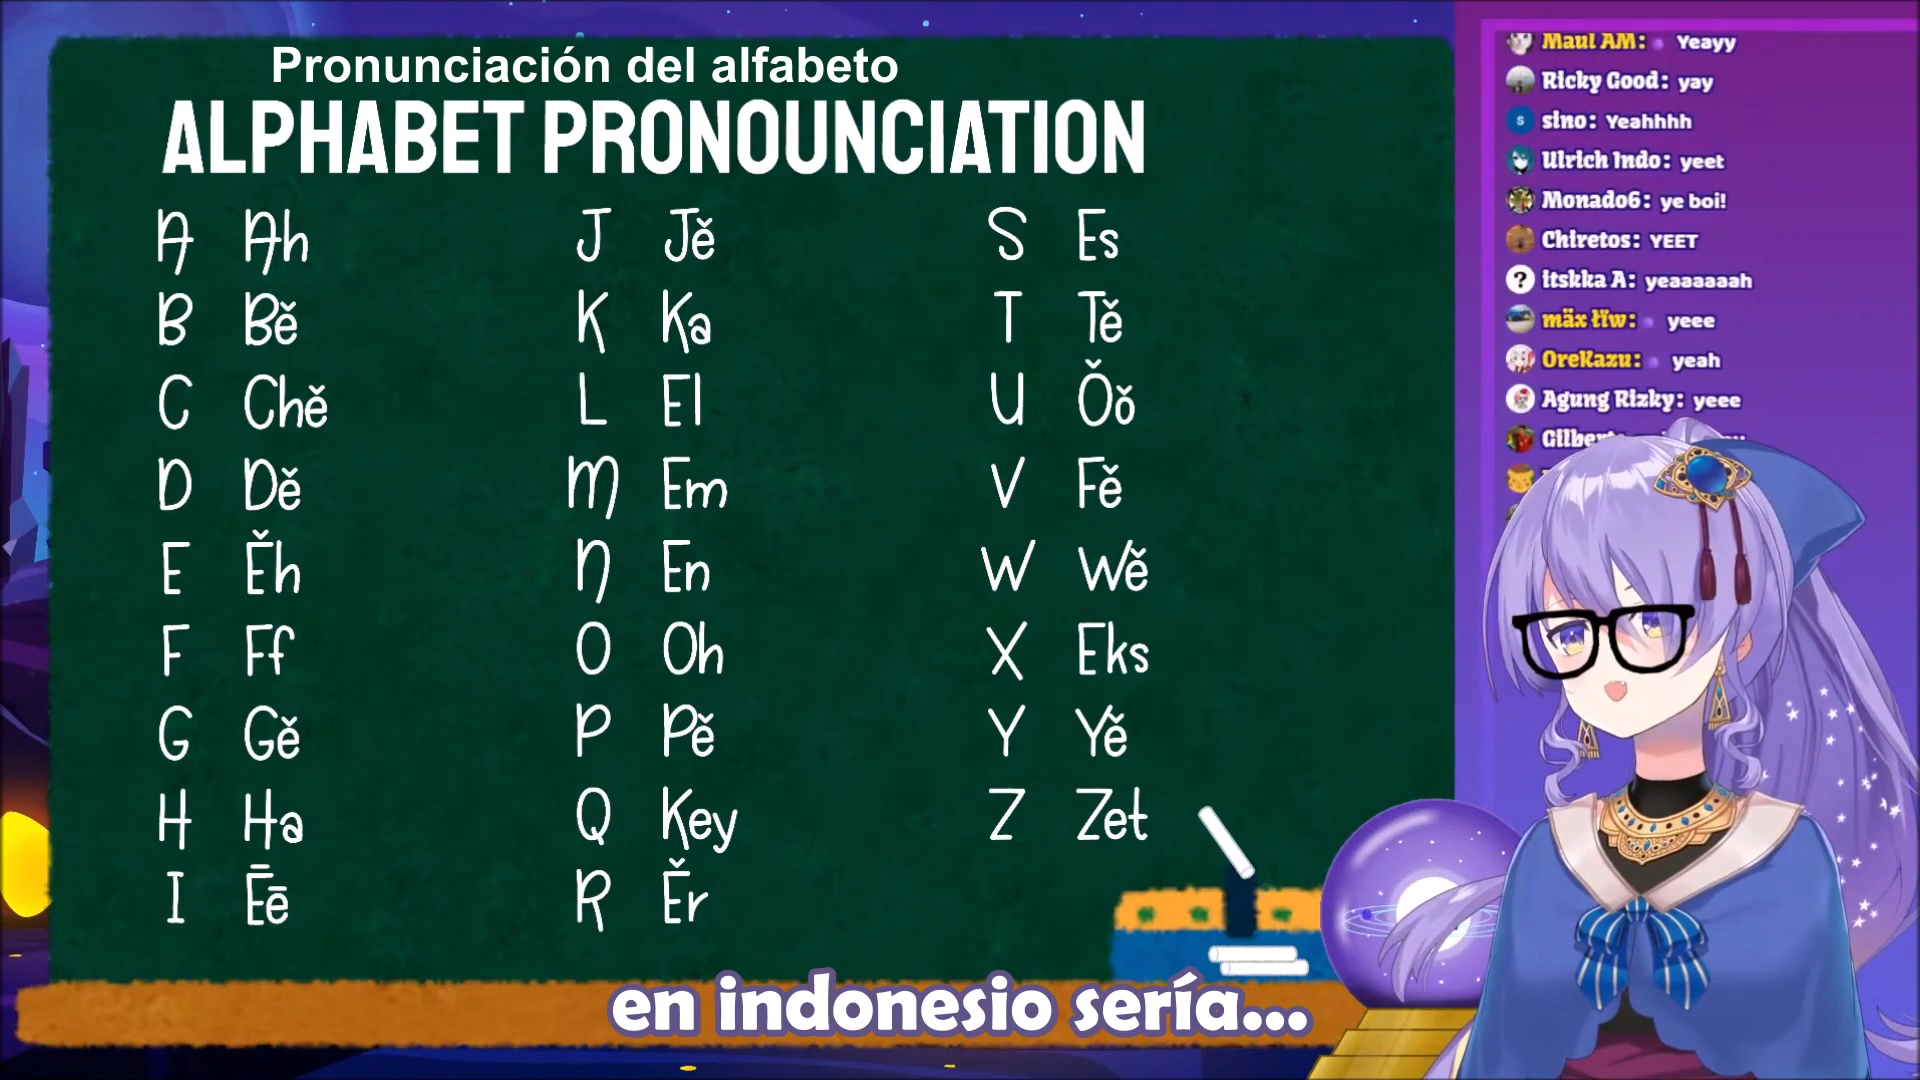 Pronunciación del alfabeto
ALPHABET PRONOUNCIATION
A Ah
B Bě
C Chě
D Dě
E Ěh
F Ff
G Gě
H Ha
I Ēē
J Jě
K Ka
L El
M Em
N En
O Oh
P Pě
Q Key
R Ěr
S Es
T Tě
U Ǒǒ
V Fě
W Wě
X Eks
Y Yě
Z Zet
Maul AM: Yeayy
Ricky Good: yay
S sino: Yeahhhh
Ulrich Indo: yeet
Monado6: ye boi!
Chiretos: YEET
? itskka A: yeaaaaaah
mäx łïw: yeee
OreKazu: yeah
Agung Rizky: yeee
en indonesio sería...